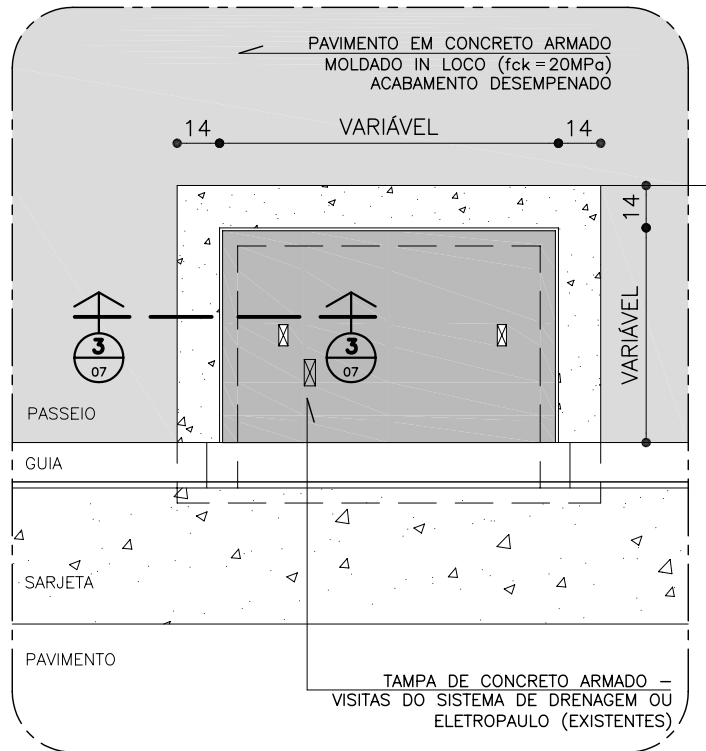 PAVIMENTO EM CONCRETO ARMADO
MOLDADO IN LOCO (fck = 20MPa)
ACABAMENTO DESEMPENADO
14
VARIÁVEL
14
14
VARIÁVEL
3
07
3
07
PASSEIO
GUIA
SARJETA
PAVIMENTO
TAMPA DE CONCRETO ARMADO –
VISITAS DO SISTEMA DE DRENAGEM OU
ELETROPAULO (EXISTENTES)